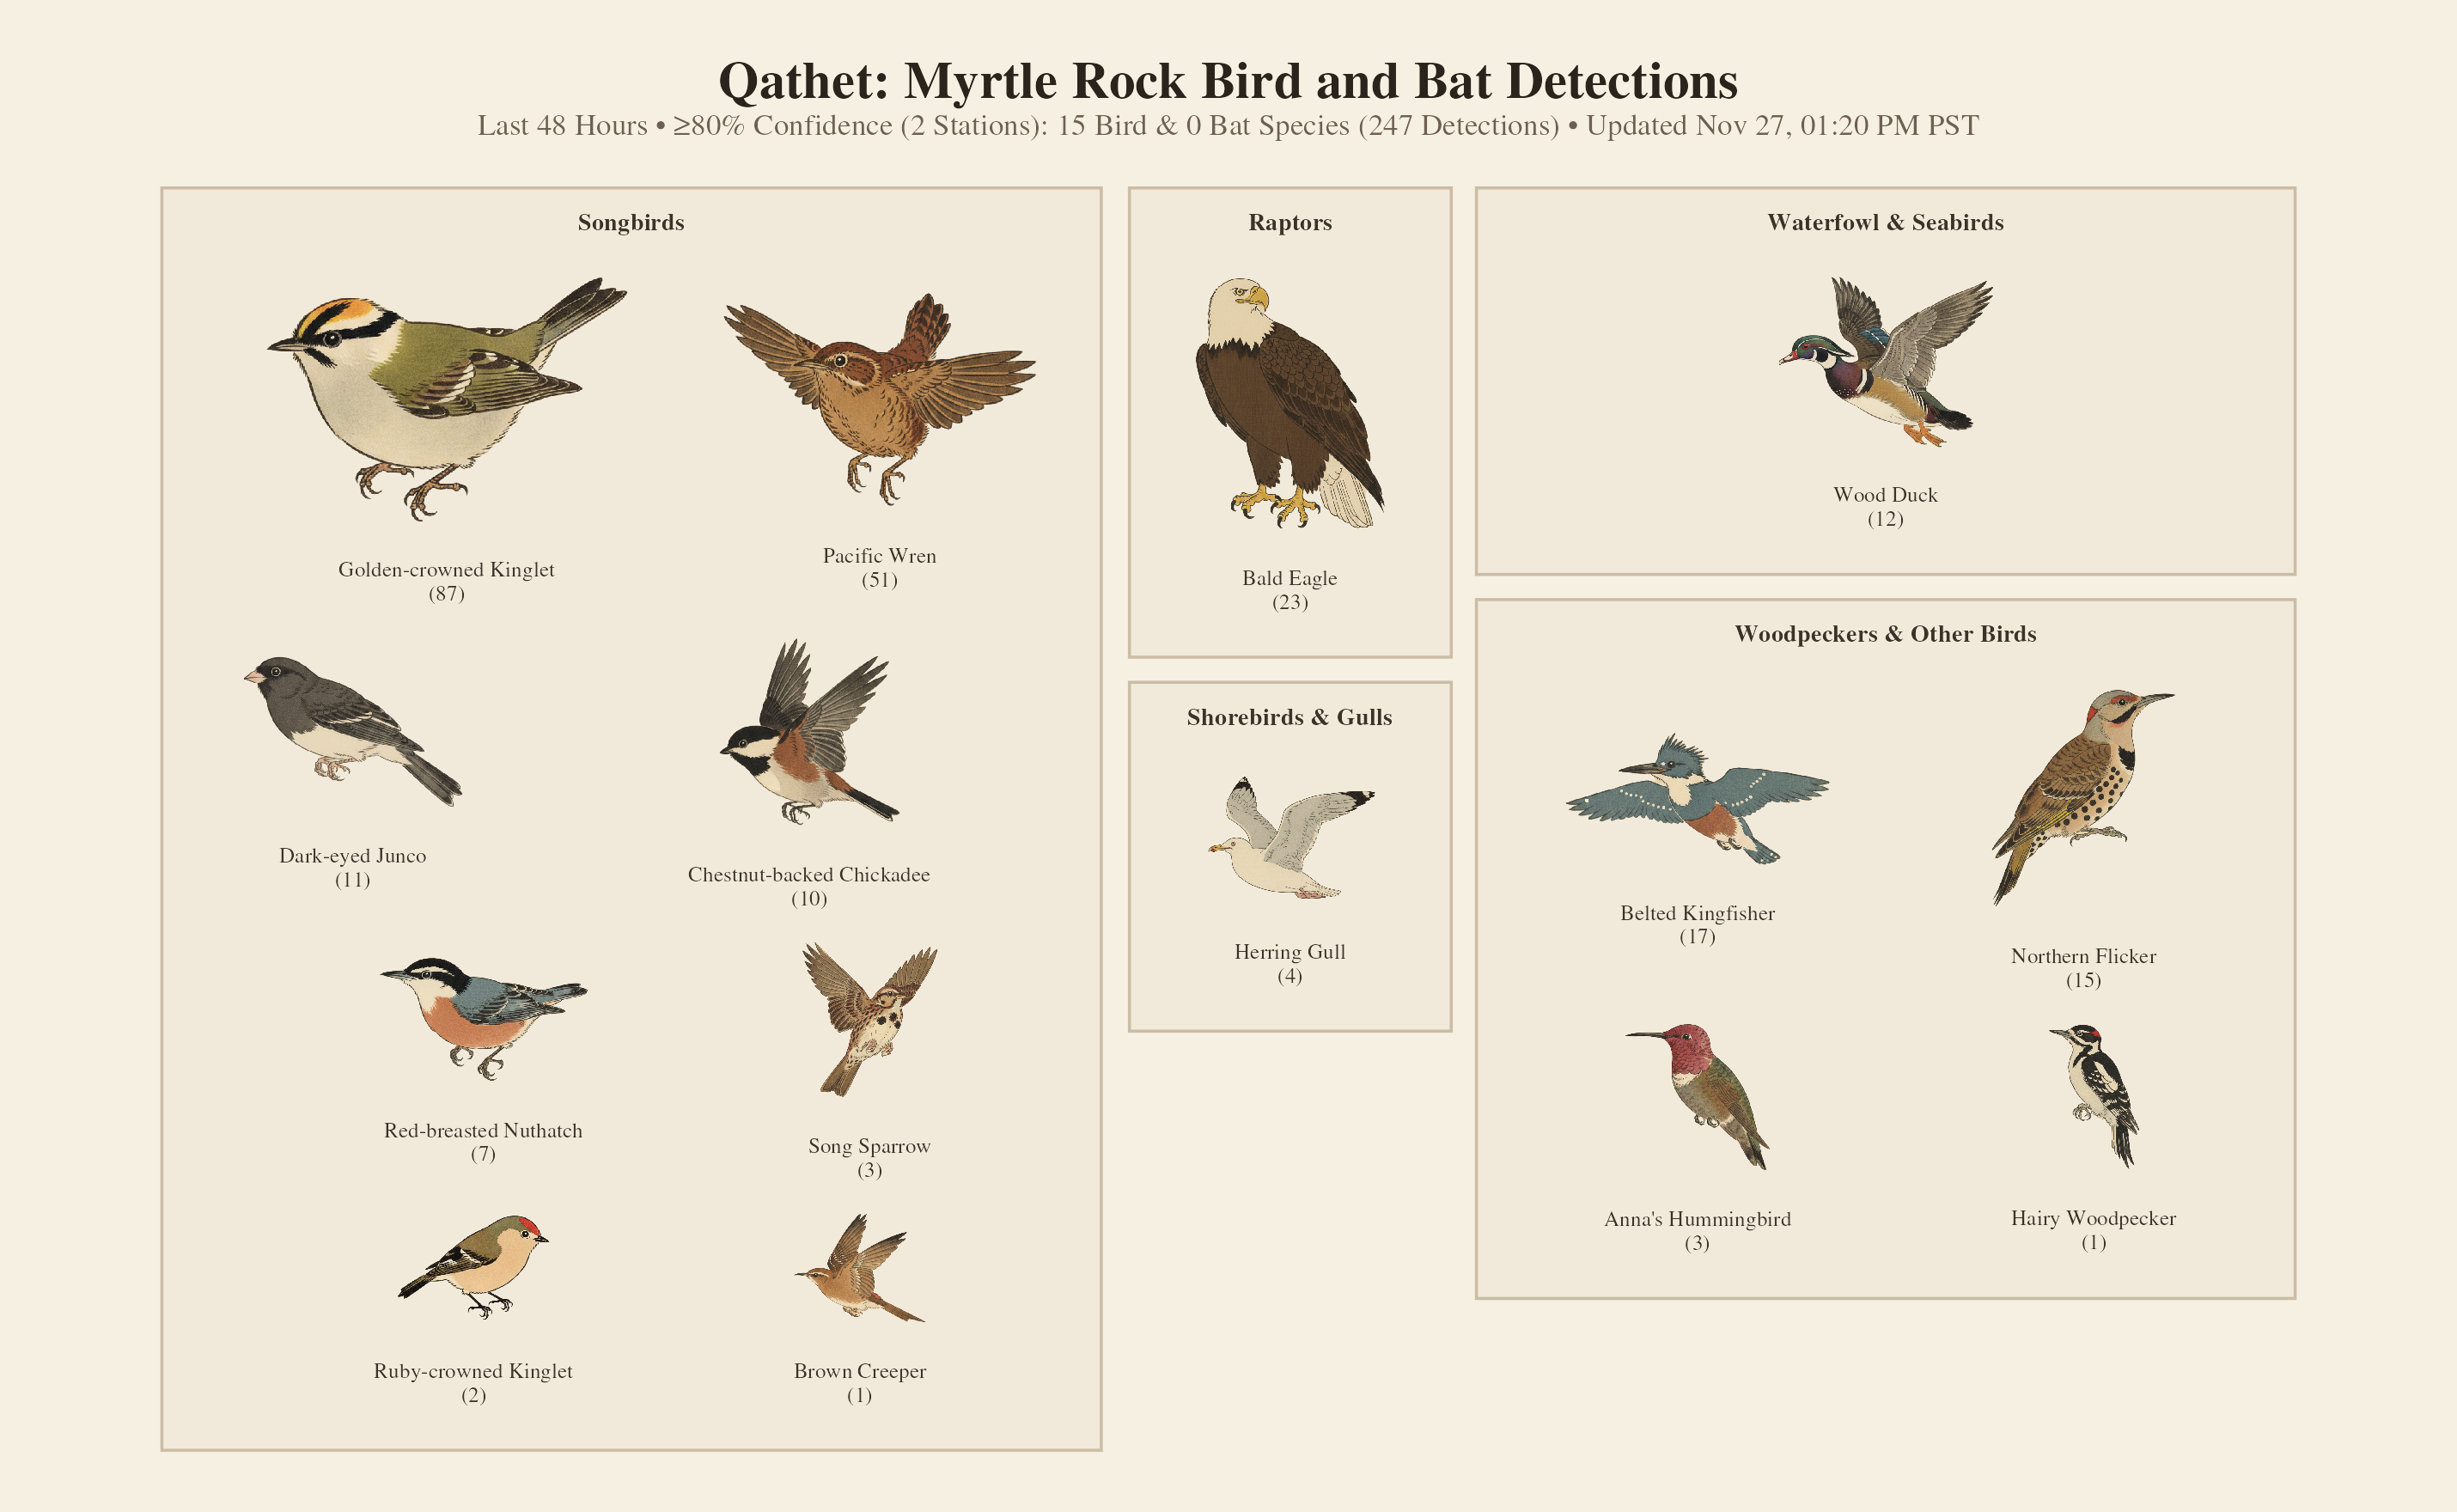 Qathet: Myrtle Rock Bird and Bat Detections
Last 48 Hours • ≥80% Confidence (2 Stations): 15 Bird & 0 Bat Species (247 Detections) • Updated Nov 27, 01:20 PM PST
Songbirds
Golden-crowned Kinglet
(87)
Pacific Wren
(51)
Dark-eyed Junco
(11)
Chestnut-backed Chickadee
(10)
Red-breasted Nuthatch
(7)
Song Sparrow
(3)
Ruby-crowned Kinglet
(2)
Brown Creeper
(1)
Raptors
Bald Eagle
(23)
Shorebirds & Gulls
Herring Gull
(4)
Waterfowl & Seabirds
Wood Duck
(12)
Woodpeckers & Other Birds
Belted Kingfisher
(17)
Northern Flicker
(15)
Anna's Hummingbird
(3)
Hairy Woodpecker
(1)